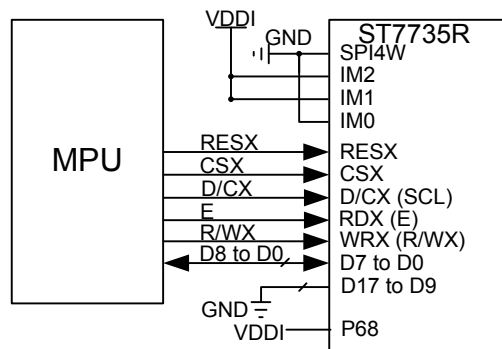 VDDI
GND
ST7735R
SPI4W
IM2
IM1
IM0
MPU
RESX
RESX
CSX
CSX
D/CX
D/CX (SCL)
E
RDX (E)
R/WX
WRX (R/WX)
D8 to D0
D7 to D0
D17 to D9
GND
VDDI
P68